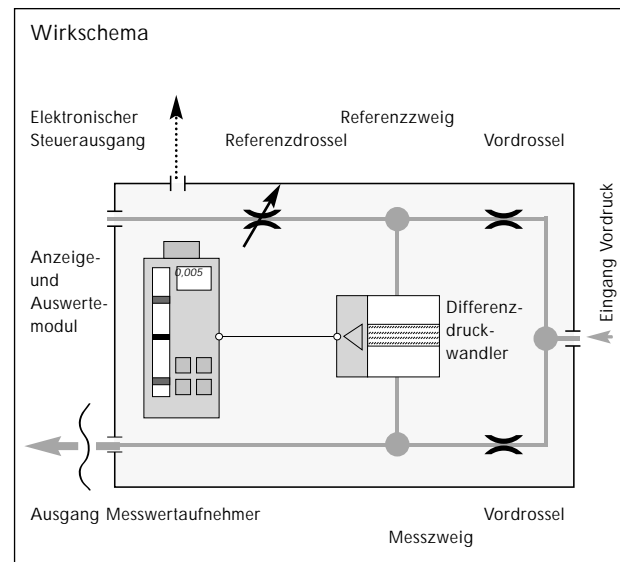 Wirkschema
Elektronischer
Steuerausgang
Referenzdrossel
Referenzzweig
Vordrossel
Eingang Vordruck
Anzeige-
und
Auswerte-
modul
0,005
Differenz-
druck-
wandler
Ausgang Messwertaufnehmer
Messzweig
Vordrossel